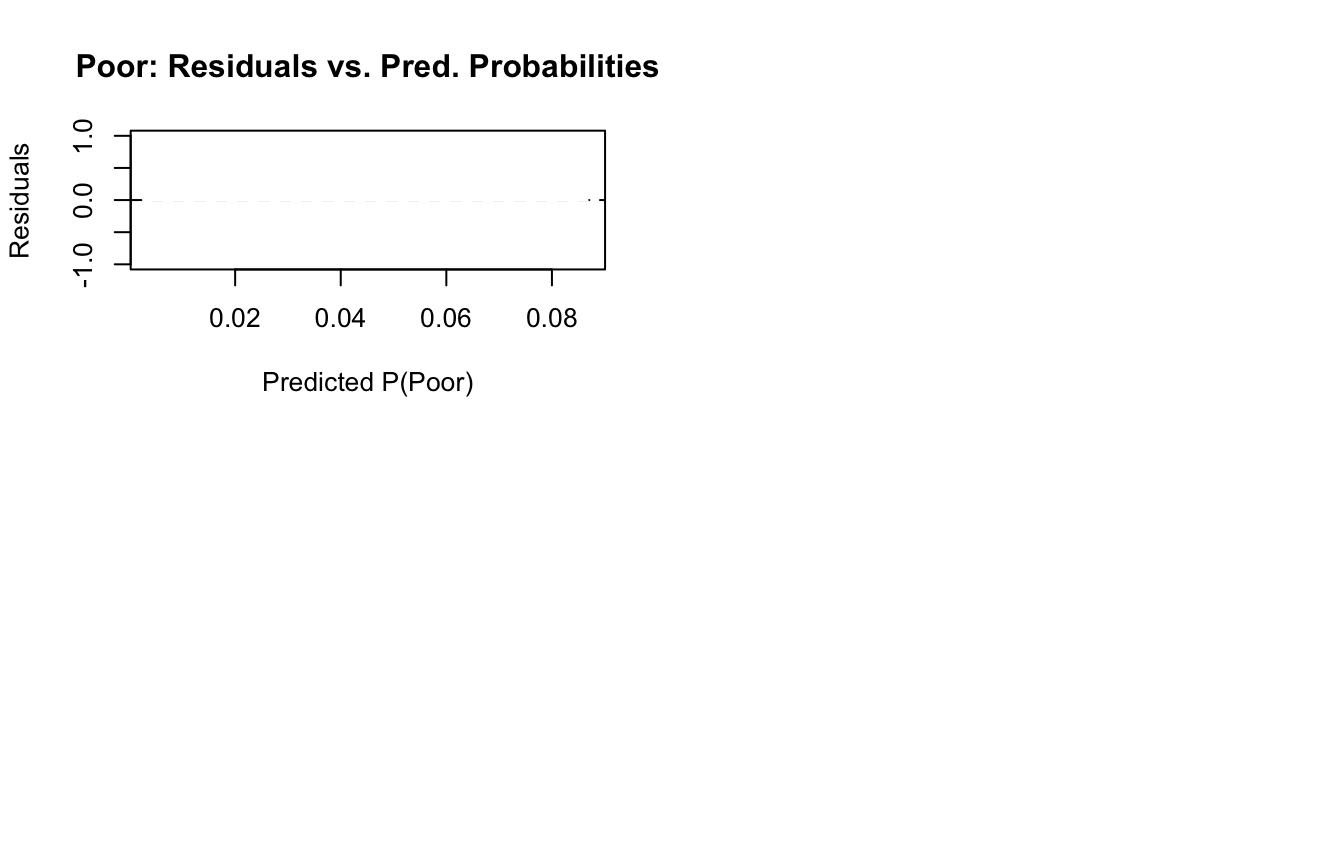 Poor: Residuals vs. Pred. Probabilities
Residuals
1.0
0.0
-1.0
0.02 0.04 0.06 0.08
Predicted P(Poor)